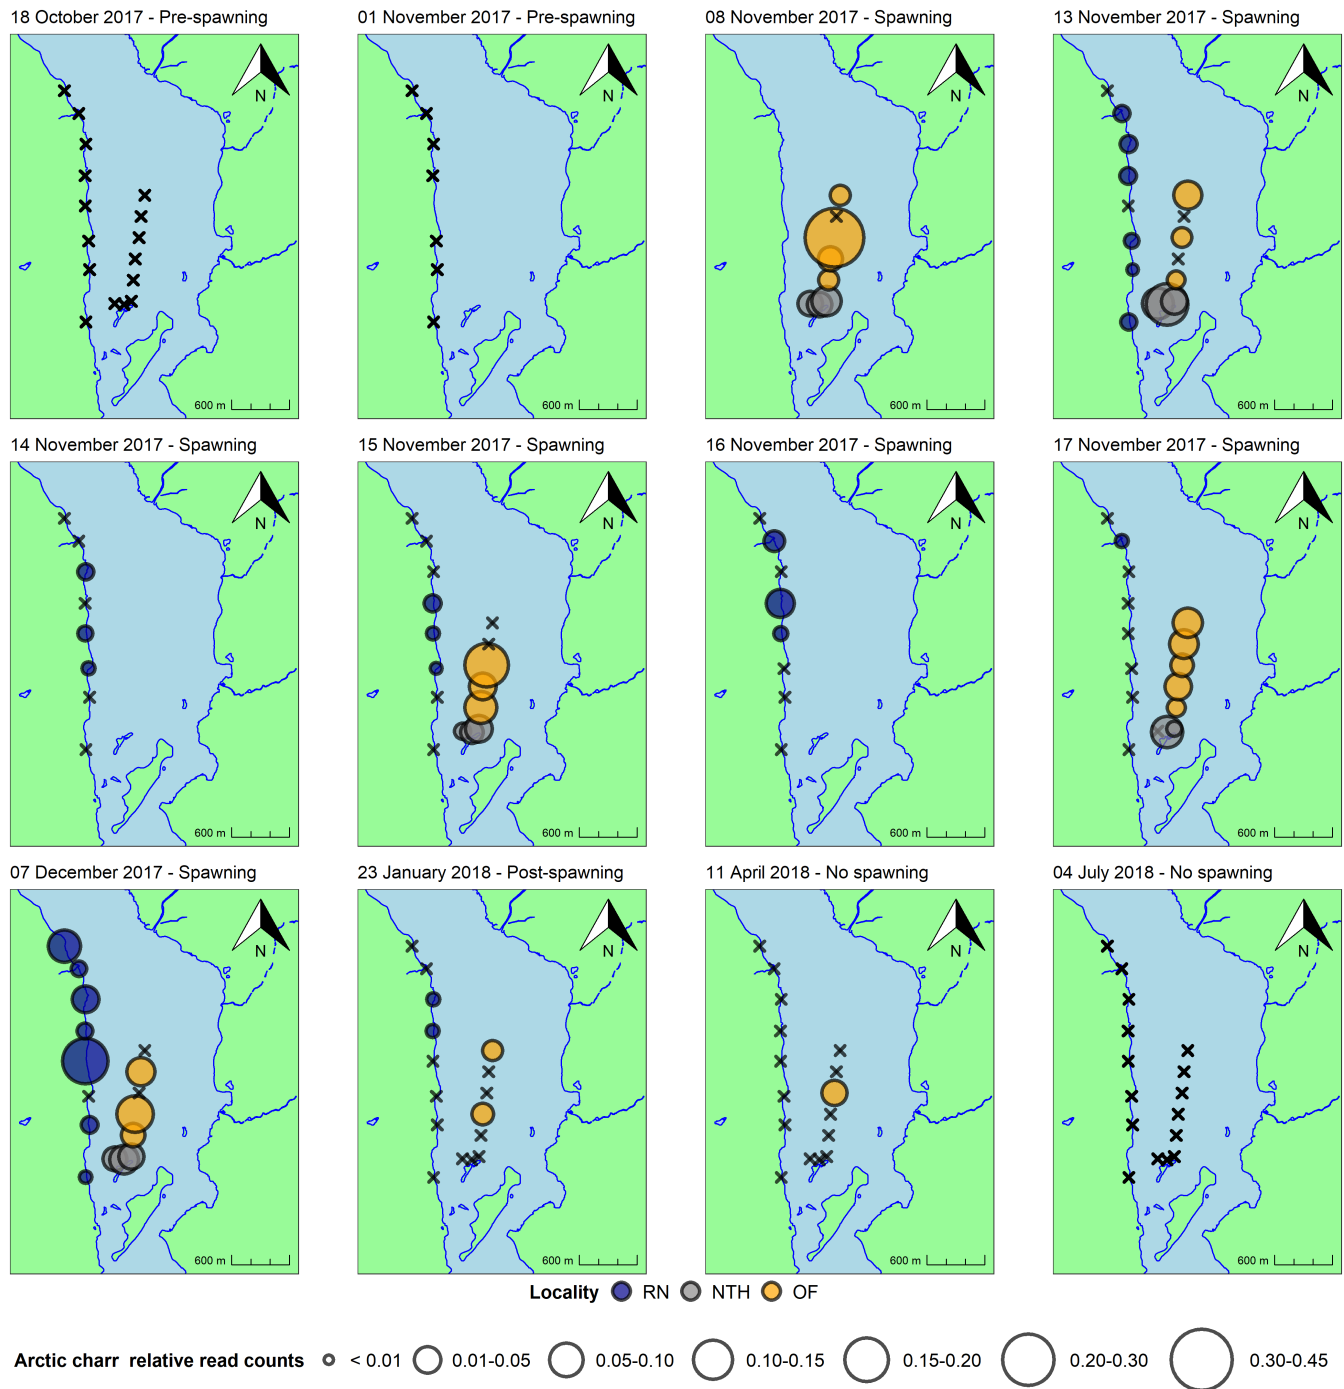 18 October 2017 - Pre-spawning
01 November 2017 - Pre-spawning
08 November 2017 - Spawning
13 November 2017 - Spawning
N
N
N
N
600 m
600 m
600 m
600 m
14 November 2017 - Spawning
15 November 2017 - Spawning
16 November 2017 - Spawning
17 November 2017 - Spawning
N
N
N
N
600 m
600 m
600 m
600 m
07 December 2017 - Spawning
23 January 2018 - Post-spawning
11 April 2018 - No spawning
04 July 2018 - No spawning
N
N
N
N
600 m
600 m
600 m
600 m
Locality RN NTH OF
Arctic charr relative read counts < 0.01 0.01-0.05 0.05-0.10 0.10-0.15 0.15-0.20 0.20-0.30 0.30-0.45